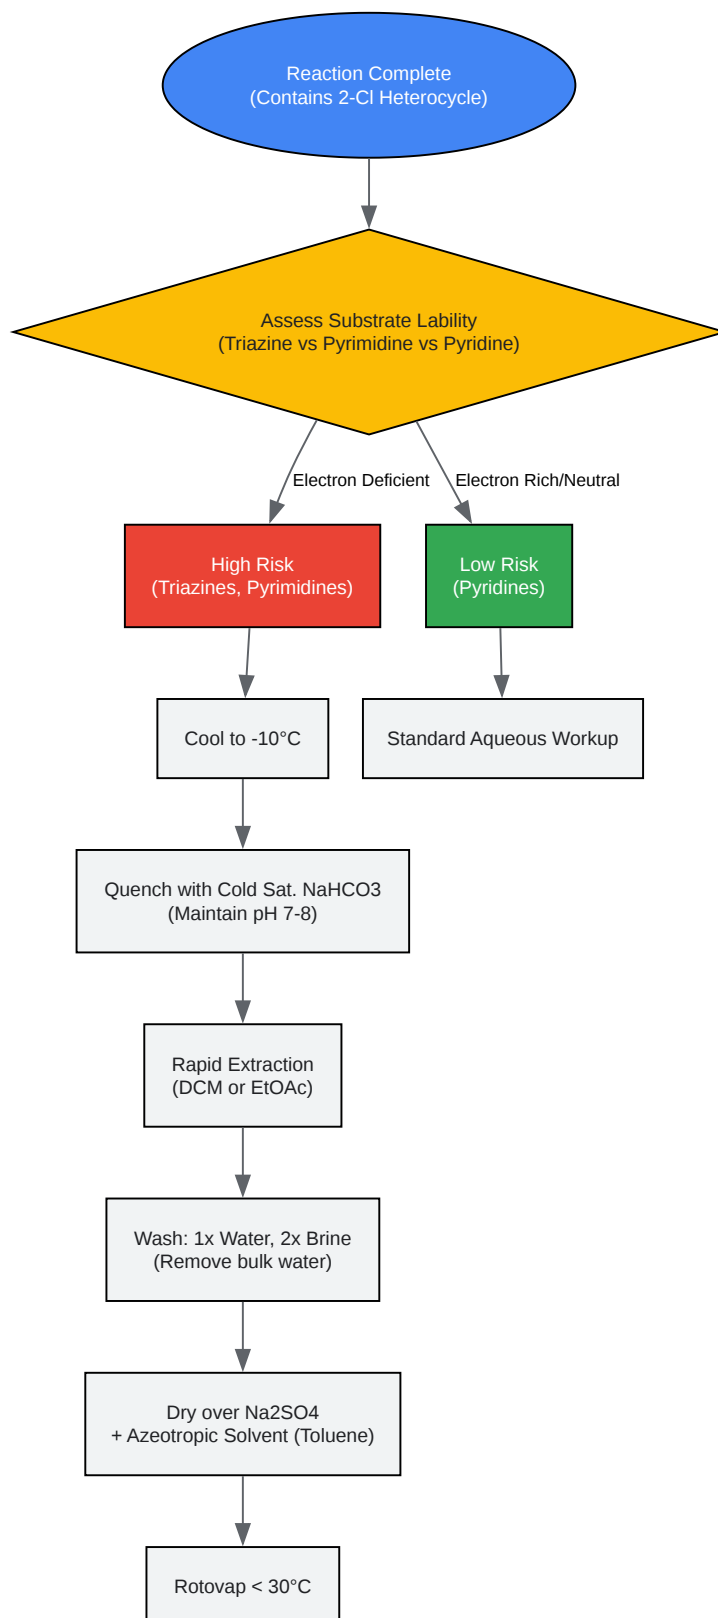 Reaction Complete
(Contains 2-Cl Heterocycle)
Assess Substrate Lability
(Triazine vs Pyrimidine vs Pyridine)
Electron Deficient
Electron Rich/Neutral
High Risk
(Triazines, Pyrimidines)
Low Risk
(Pyridines)
Cool to -10°C
Standard Aqueous Workup
Quench with Cold Sat. NaHCO3
(Maintain pH 7-8)
Rapid Extraction
(DCM or EtOAc)
Wash: 1x Water, 2x Brine
(Remove bulk water)
Dry over Na2SO4
+ Azeotropic Solvent (Toluene)
Rotovap < 30°C